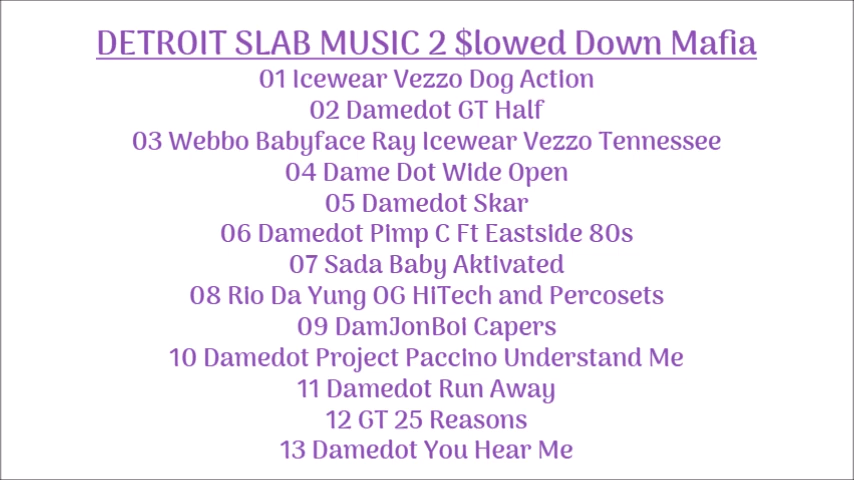 DETROIT SLAB MUSIC 2 $lowed Down Mafia
01 Icewear Vezzo Dog Action
02 Damedot GT Half
03 Webbo Babyface Ray Icewear Vezzo Tennessee
04 Dame Dot Wide Open
05 Damedot Skar
06 Damedot Pimp C Ft Eastside 80s
07 Sada Baby Aktivated
08 Rio Da Yung OG HiTech and Percosets
09 DamJonBoi Capers
10 Damedot Project Paccino Understand Me
11 Damedot Run Away
12 GT 25 Reasons
13 Damedot You Hear Me